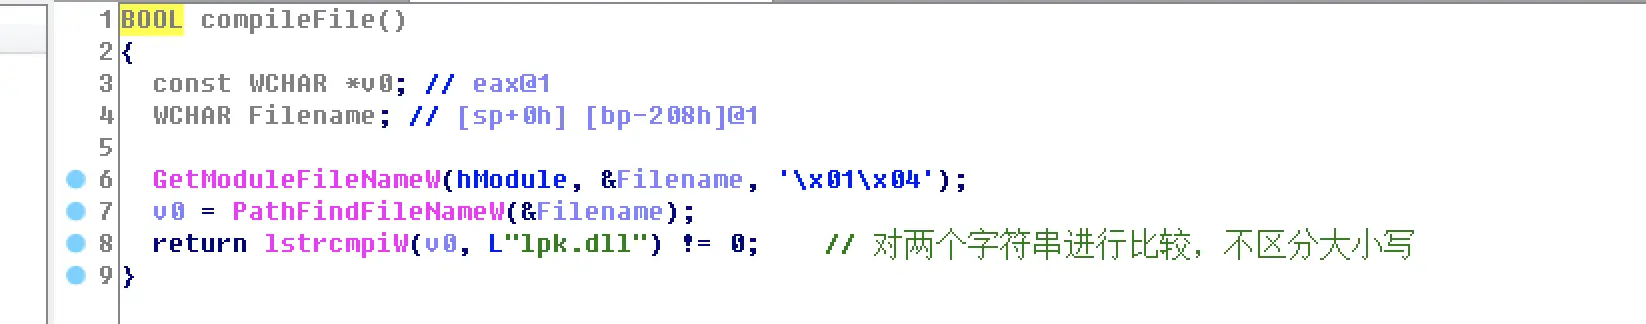 1 BOOL compileFile()
2 {
3 const WCHAR *v0; // eax@1
4 WCHAR Filename; // [sp+0h] [bp-208h]@1
5
6 GetModuleFileNameW(hModule, &Filename, '\x01\x04');
7 v0 = PathFindFileNameW(&Filename);
8 return lstrcmpiW(v0, L"lpk.dll") != 0; // 对两个字符串进行比较，不区分大小写
9 }